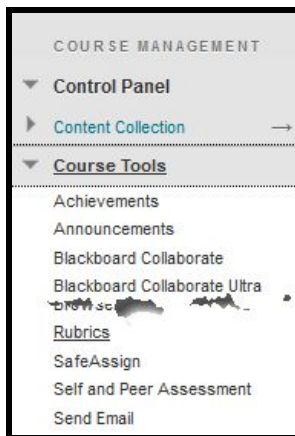 COURSE MANAGEMENT
Control Panel
Content Collection →
Course Tools
Achievements
Announcements
Blackboard Collaborate
Blackboard Collaborate Ultra
Rubrics
SafeAssign
Self and Peer Assessment
Send Email